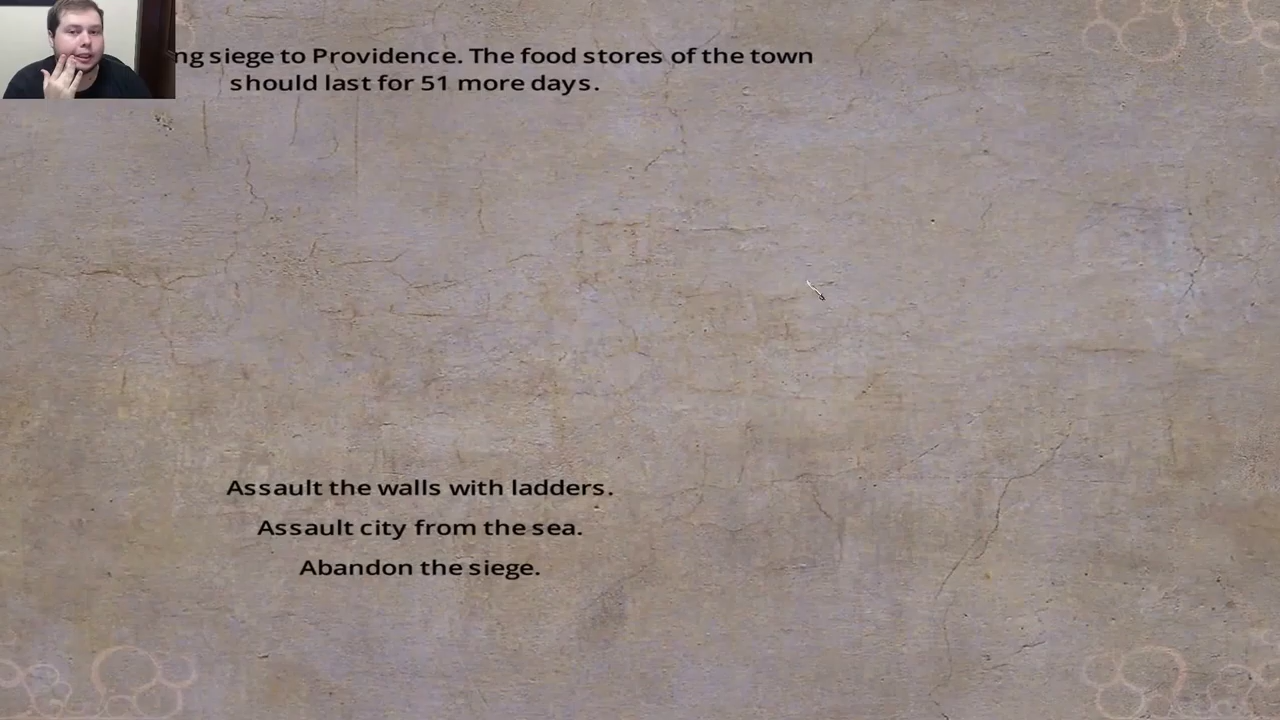 siege to Providence. The food stores of the town
should last for 51 more days.
Assault the walls with ladders.
Assault city from the sea.
Abandon the siege.